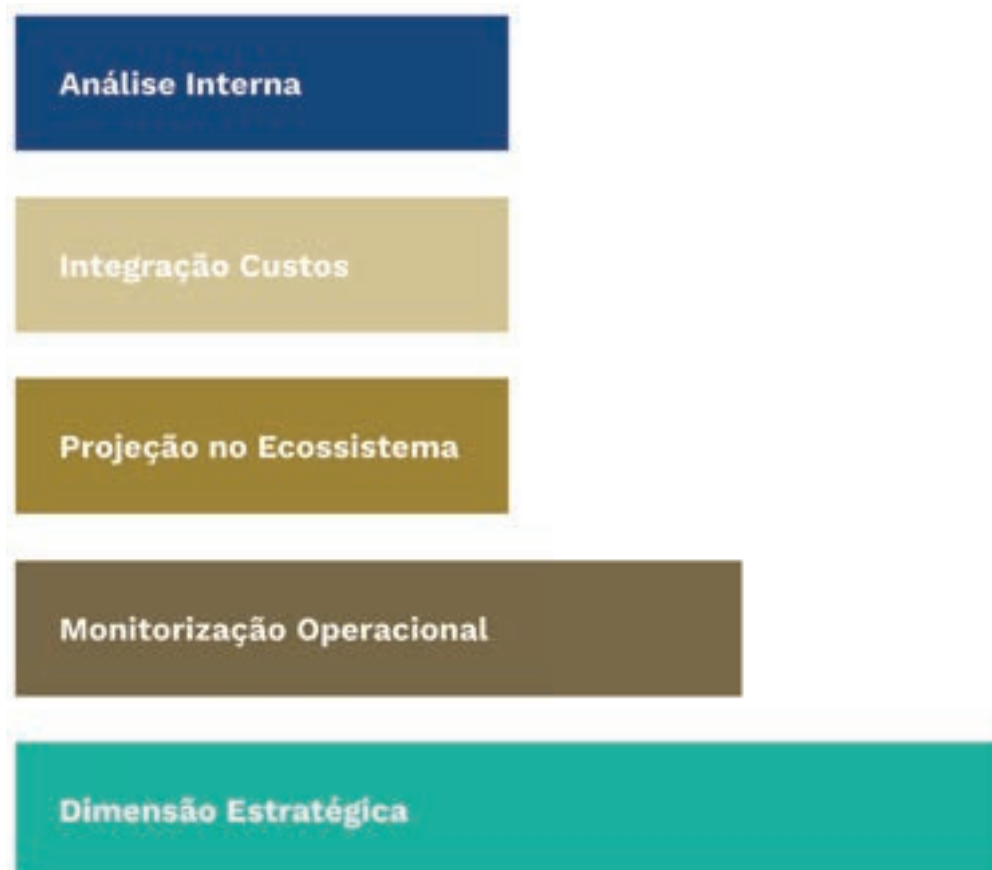 Análise Interna
Integração Custos
Projeção no Ecossistema
Monitorização Operacional
Dimensão Estratégica